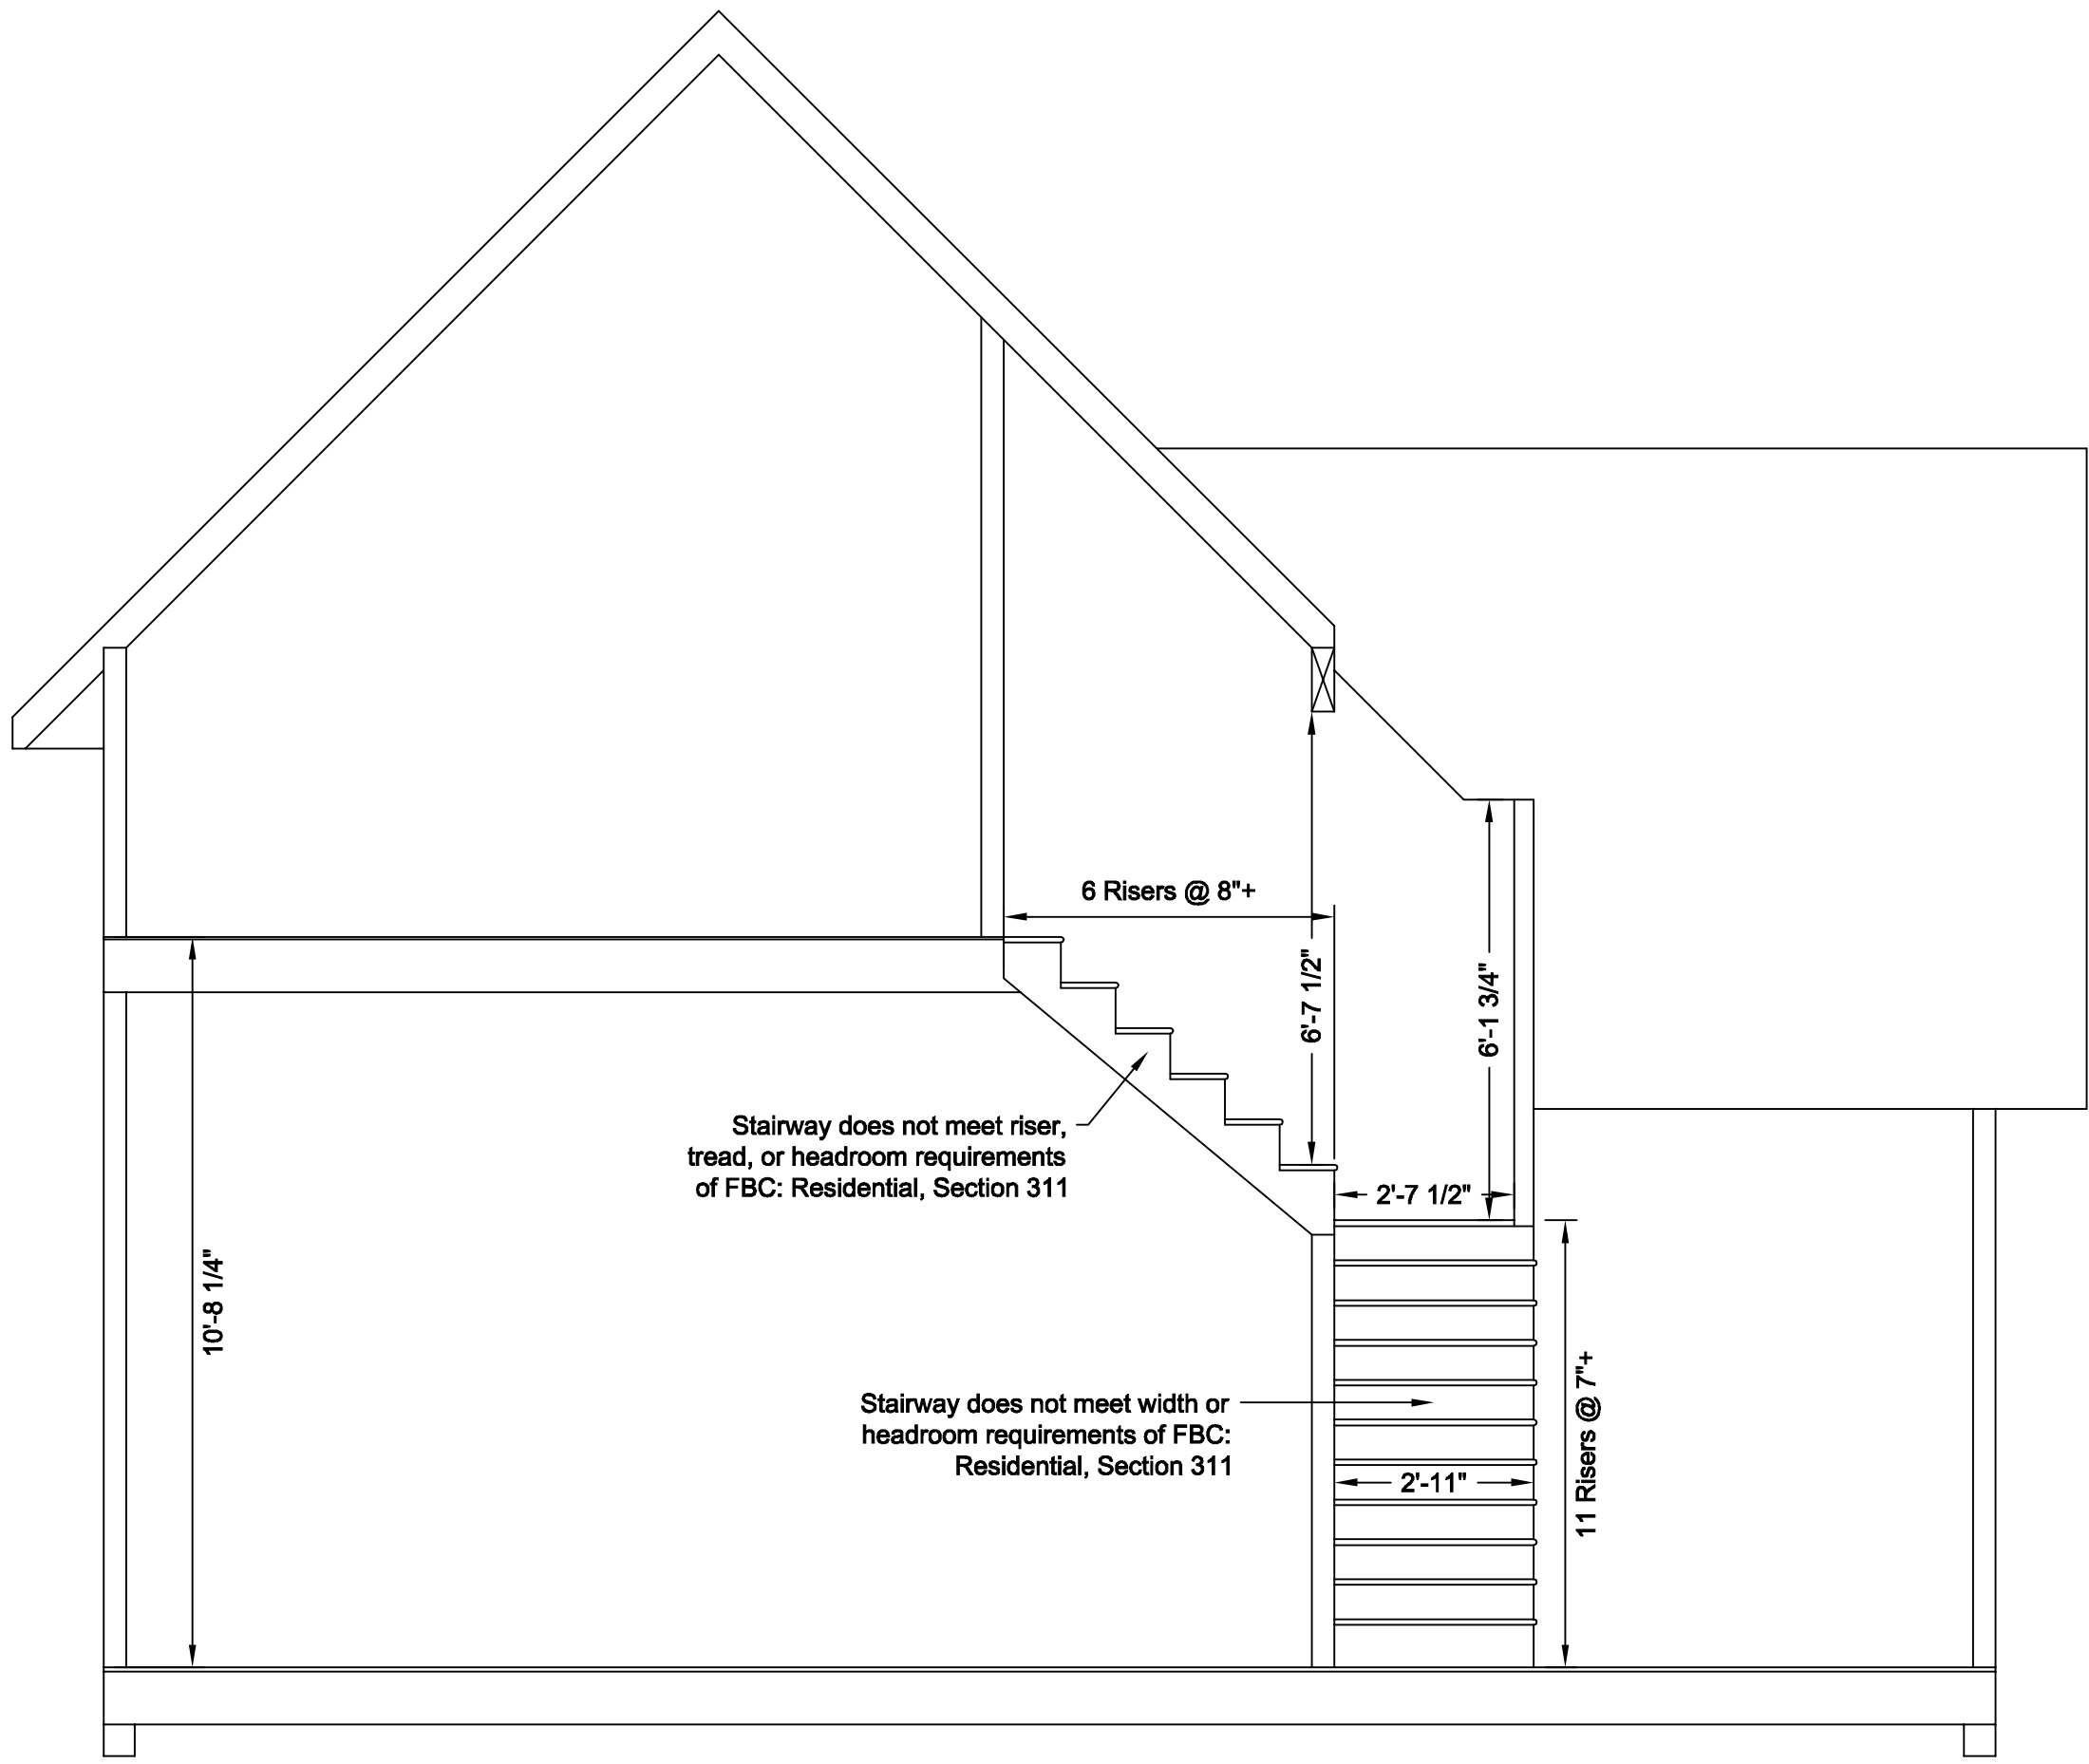 6 Risers @ 8"+
6'-7 1/2"
6'-1 3/4"
Stairway does not meet riser,
tread, or headroom requirements
of FBC: Residential, Section 311
2'-7 1/2"
10'-8 1/4"
Stairway does not meet width or
headroom requirements of FBC:
Residential, Section 311
2'-11"
11 Risers @ 7"+